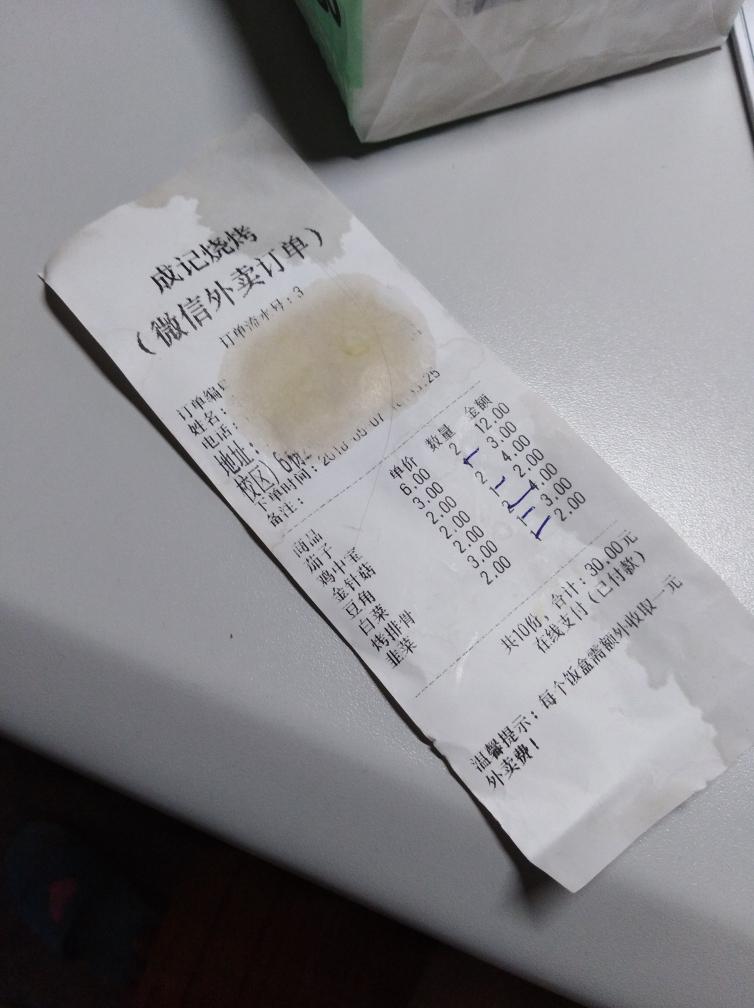 成记烧烤
(微信外卖订单)
订单流水号:3
订单编
姓名:
电话:
地址:
校区)
下单时间:2018-05-07
备注:
商品 单价 数量 金额
茄子 6.00 2 12.00
鸡中宝 3.00 3.00
金针菇 2.00 2 4.00
豆角 2.00 2.00
白菜 2.00 2 4.00
烤排骨 3.00 3.00
韭菜 2.00 2.00
共10份, 合计:30.00元
在线支付(已付款)
温馨提示:每个饭盒需额外收取一元
外卖费!